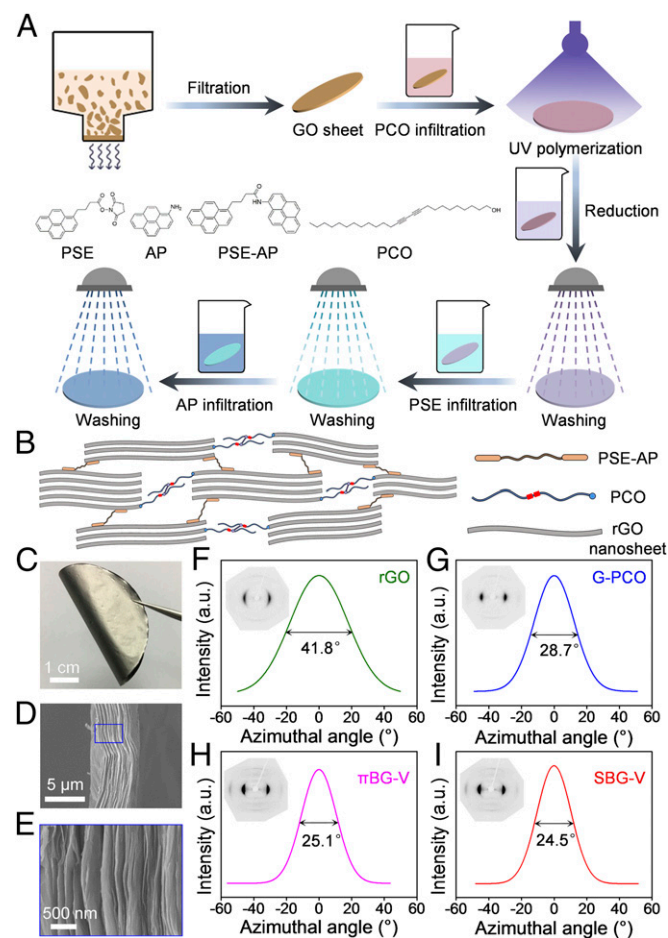 A
Filtration
GO sheet
PCO infiltration
UV polymerization
Reduction
O
O
N
O
O
NH₂
O
HN
OH
PSE
AP
PSE-AP
PCO
Washing
AP infiltration
Washing
PSE infiltration
Washing
B
PSE-AP
PCO
rGO
nanosheet
C
1 cm
D
5 μm
E
500 nm
F
rGO
Intensity (a.u.)
41.8°
-60 -40 -20 0 20 40 60
Azimuthal angle (°)
G
G-PCO
Intensity (a.u.)
28.7°
-60 -40 -20 0 20 40 60
Azimuthal angle (°)
H
πBG-V
Intensity (a.u.)
25.1°
-60 -40 -20 0 20 40 60
Azimuthal angle (°)
I
SBG-V
Intensity (a.u.)
24.5°
-60 -40 -20 0 20 40 60
Azimuthal angle (°)